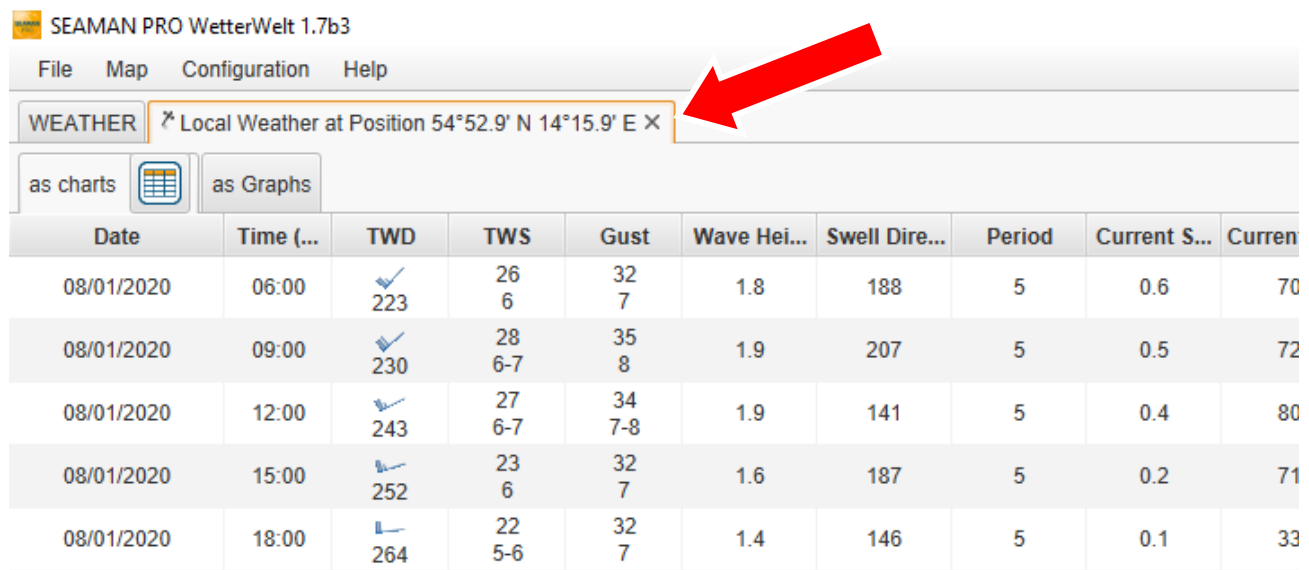 SEAMAN PRO WetterWelt 1.7b3
File Map Configuration Help
WEATHER Local Weather at Position 54°52.9' N 14°15.9' E ×
as charts as Graphs
Date Time (... TWD TWS Gust Wave Hei... Swell Dire... Period Current S... Current
08/01/2020 06:00 223 26 6 32 7 1.8 188 5 0.6 70
08/01/2020 09:00 230 28 6-7 35 8 1.9 207 5 0.5 72
08/01/2020 12:00 243 27 6-7 34 7-8 1.9 141 5 0.4 80
08/01/2020 15:00 252 23 6 32 7 1.6 187 5 0.2 71
08/01/2020 18:00 264 22 5-6 32 7 1.4 146 5 0.1 33